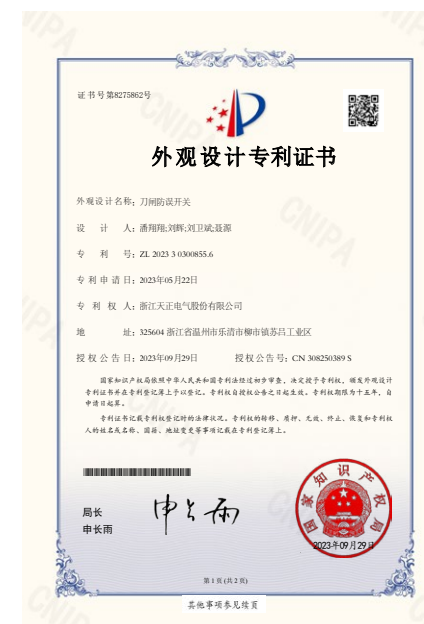 证书号第8275862号
外观设计专利证书
外观设计名称：刀闸防误开关
设计人：潘翔翔;刘辉;刘卫斌;聂源
专利号：ZL 2023 3 0300855.6
专利申请日：2023年05月22日
专利权人：浙江天正电气股份有限公司
地址：325604 浙江省温州市乐清市柳市镇苏吕工业区
授权公告日：2023年09月29日 授权公告号：CN 308250389 S
国家知识产权局依照中华人民共和国专利法经过初步审查，决定授予专利权，颁发外观设计
专利证书并在专利登记簿上予以登记。专利权自授权公告之日起生效。专利权期限为十五年，自
申请日起算。
专利证书记载专利权登记时的法律状况。专利权的转移、质押、无效、终止、恢复和专利权
人的姓名或名称、国籍、地址变更等事项记载在专利登记簿上。
局长
申长雨
申长雨
国家知识产权局
2023年09月29日
第1页(共2页)
其他事项参见续页
CNIPA
CNIPA
CNIPA
CNIPA
CNIPA